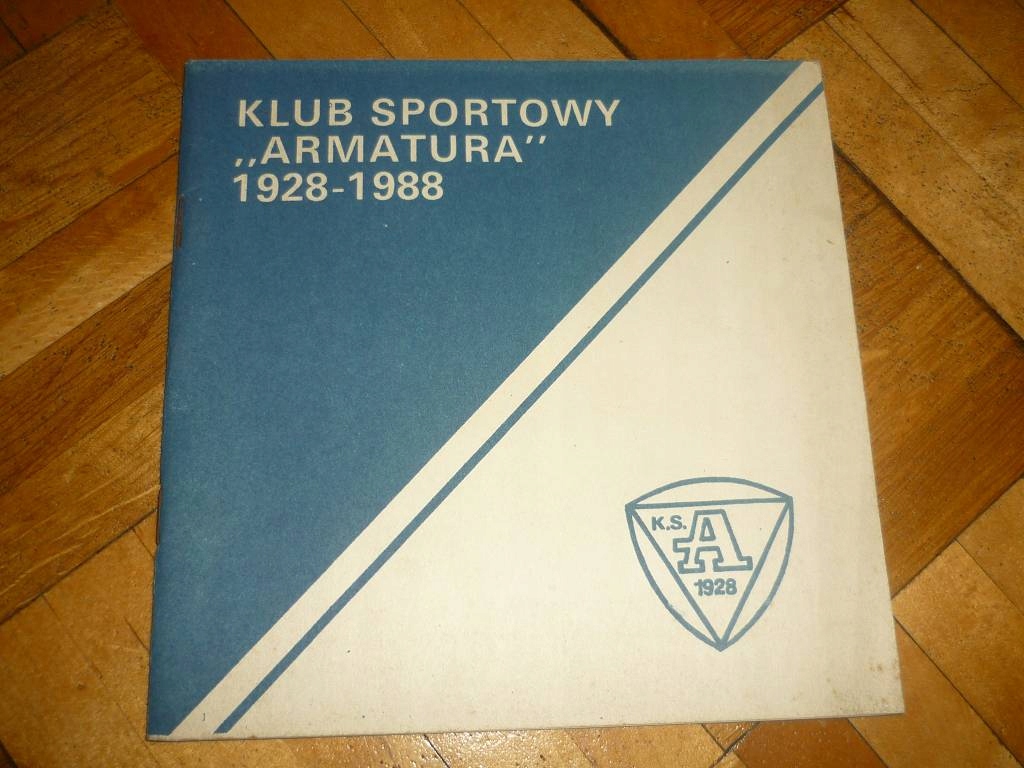 KLUB SPORTOWY
,,ARMATURA''
1928-1988
K.S. A
1928